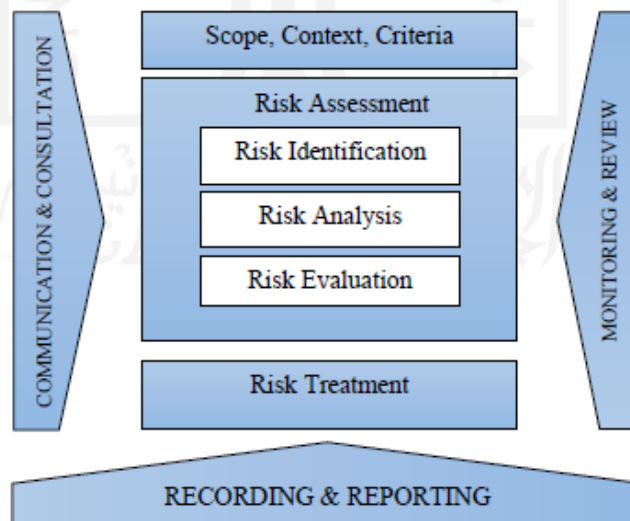 Scope, Context, Criteria
Risk Assessment
Risk Identification
Risk Analysis
Risk Evaluation
Risk Treatment
COMMUNICATION & CONSULTATION
MONITORING & REVIEW
RECORDING & REPORTING